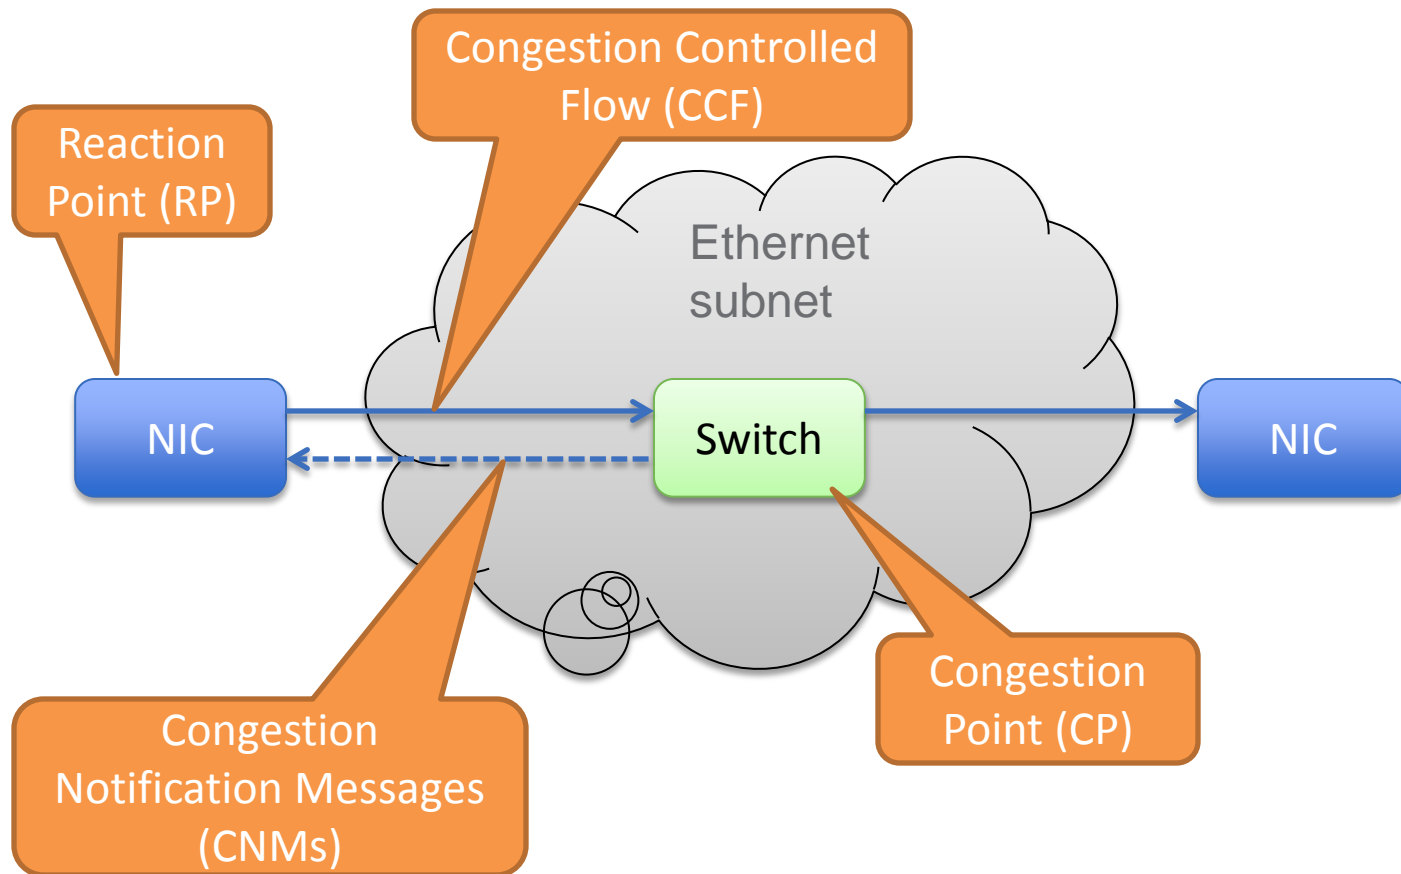 Congestion Controlled
Flow (CCF)
Reaction
Point (RP)
Ethernet
subnet
NIC
Switch
NIC
Congestion
Point (CP)
Congestion
Notification Messages
(CNMs)